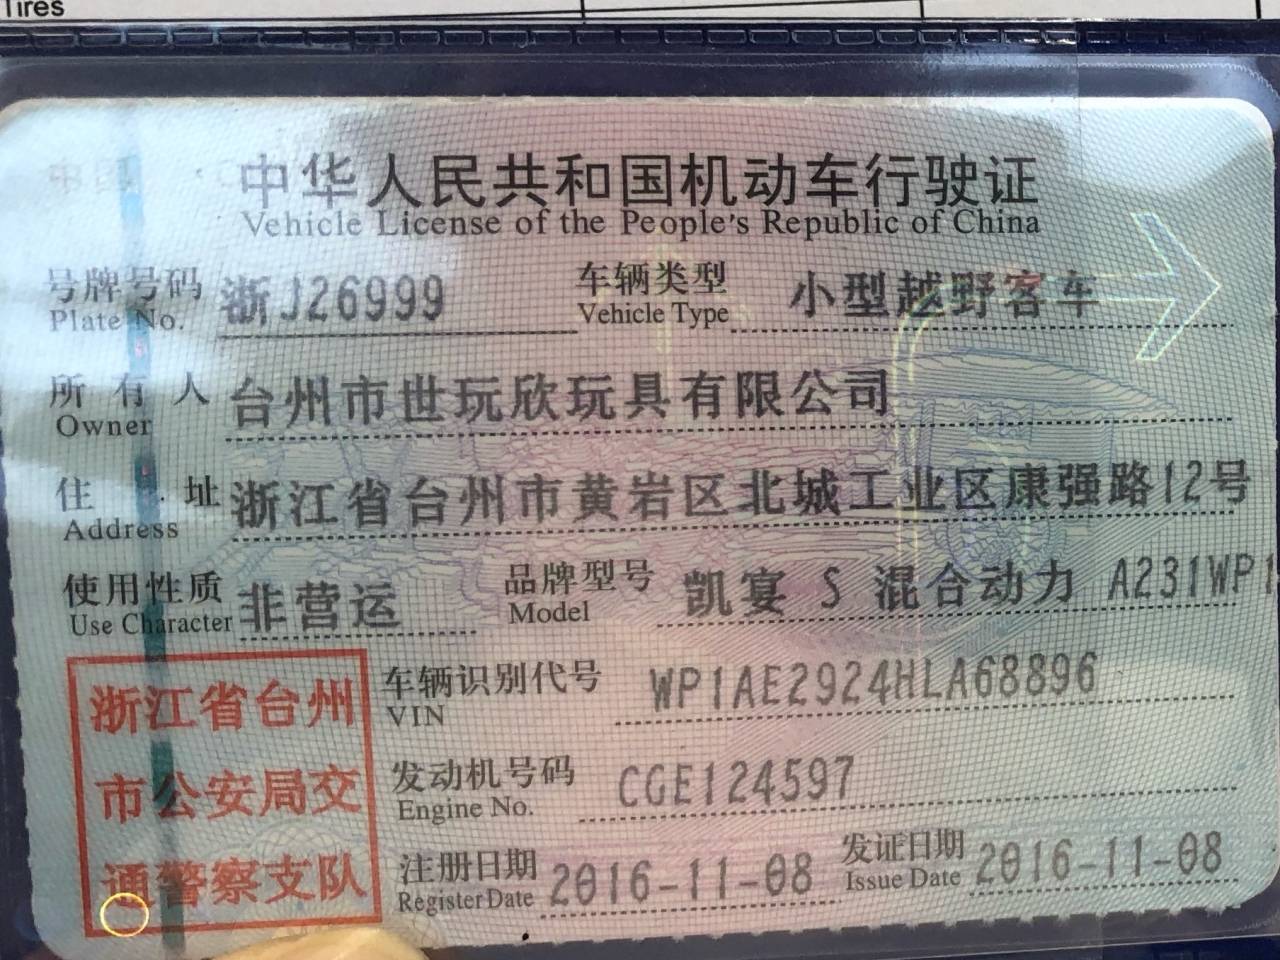 Tires
中华人民共和国机动车行驶证
Vehicle License of the People's Republic of China
号牌号码 浙J26999 车辆类型 小型越野客车
Plate No. Vehicle Type
所有人 台州市世玩欣玩具有限公司
Owner
住址 浙江省台州市黄岩区北城工业区康强路12号
Address
使用性质 非营运 品牌型号 凯宴 S 混合动力 A231WP1
Use Character Model
浙江省台州
市公安局交
通警察支队
车辆识别代号 WP1AE2924HLA68896
VIN
发动机号码 CGE124597
Engine No.
注册日期 2016-11-08 发证日期 2016-11-08
Register Date Issue Date